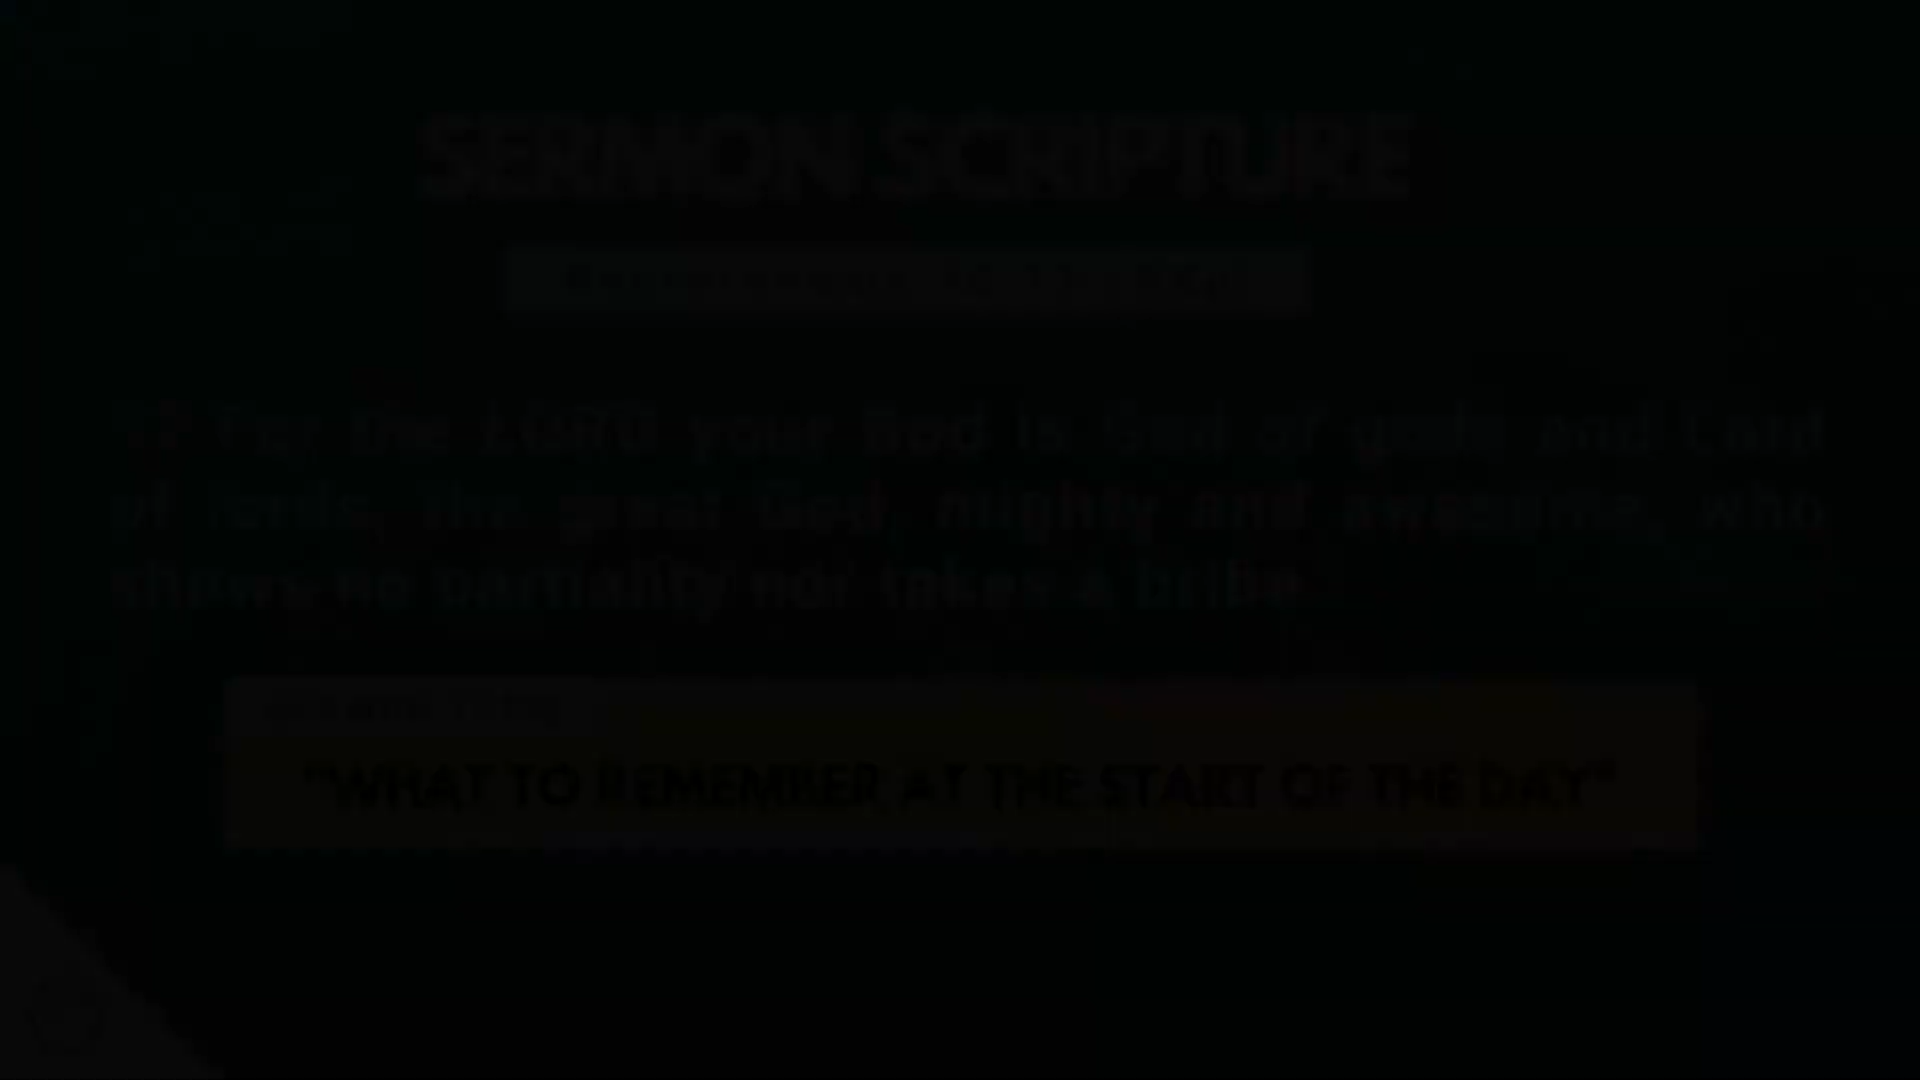 SERMON SCRIPTURE
17 For the LORD your God is God of gods and Lord
of lords, the great God, mighty and awesome, who
shows no partiality nor takes a bribe.
"WHAT TO REMEMBER AT THE START OF THE DAY"